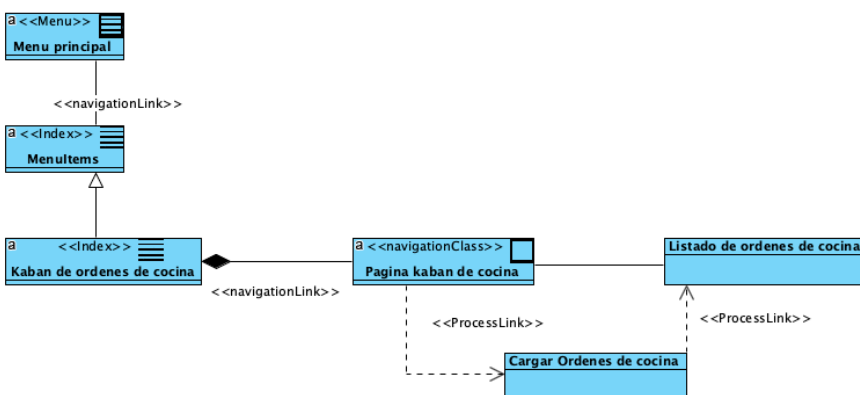 a <<Menu>>
Menu principal
<<navigationLink>>
a <<Index>>
MenuItems
a <<Index>>
Kaban de ordenes de cocina
<<navigationLink>>
a <<navigationClass>>
Pagina kaban de cocina
Listado de ordenes de cocina
<<ProcessLink>>
<<ProcessLink>>
Cargar Ordenes de cocina